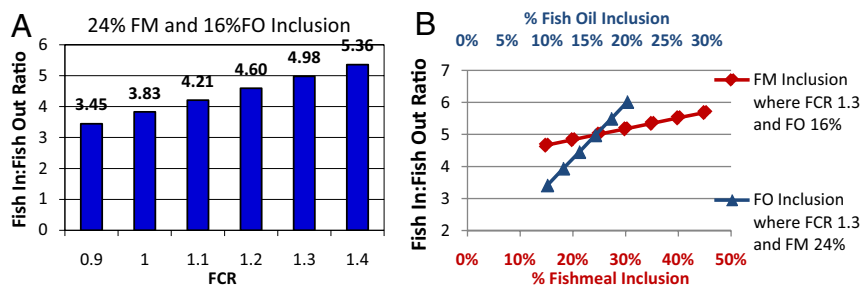 A
24% FM and 16%FO Inclusion
Fish In:Fish Out Ratio
6
5
4
3
2
1
0
3.45
3.83
4.21
4.60
4.98
5.36
0.9
1
1.1
1.2
1.3
1.4
FCR
B
% Fish Oil Inclusion
0% 5% 10% 15% 20% 25% 30%
Fish In:Fish Out Ratio
7
6
5
4
3
2
0% 10% 20% 30% 40% 50%
% Fishmeal Inclusion
FM Inclusion
where FCR 1.3
and FO 16%
FO Inclusion
where FCR 1.3
and FM 24%